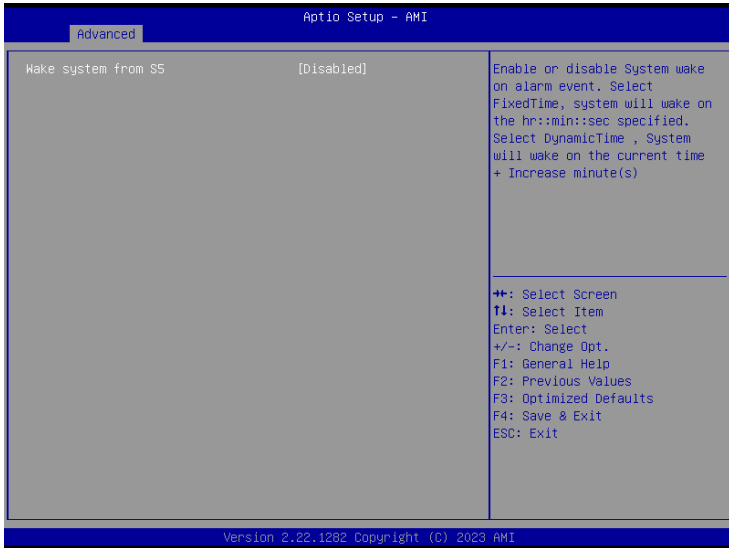 Aptio Setup – AMI
Advanced
Wake system from S5 [Disabled]
Enable or disable System wake
on alarm event. Select
FixedTime, system will wake on
the hr::min::sec specified.
Select DynamicTime , System
will wake on the current time
+ Increase minute(s)
→←: Select Screen
↑↓: Select Item
Enter: Select
+/-: Change Opt.
F1: General Help
F2: Previous Values
F3: Optimized Defaults
F4: Save & Exit
ESC: Exit
Version 2.22.1282 Copyright (C) 2023 AMI